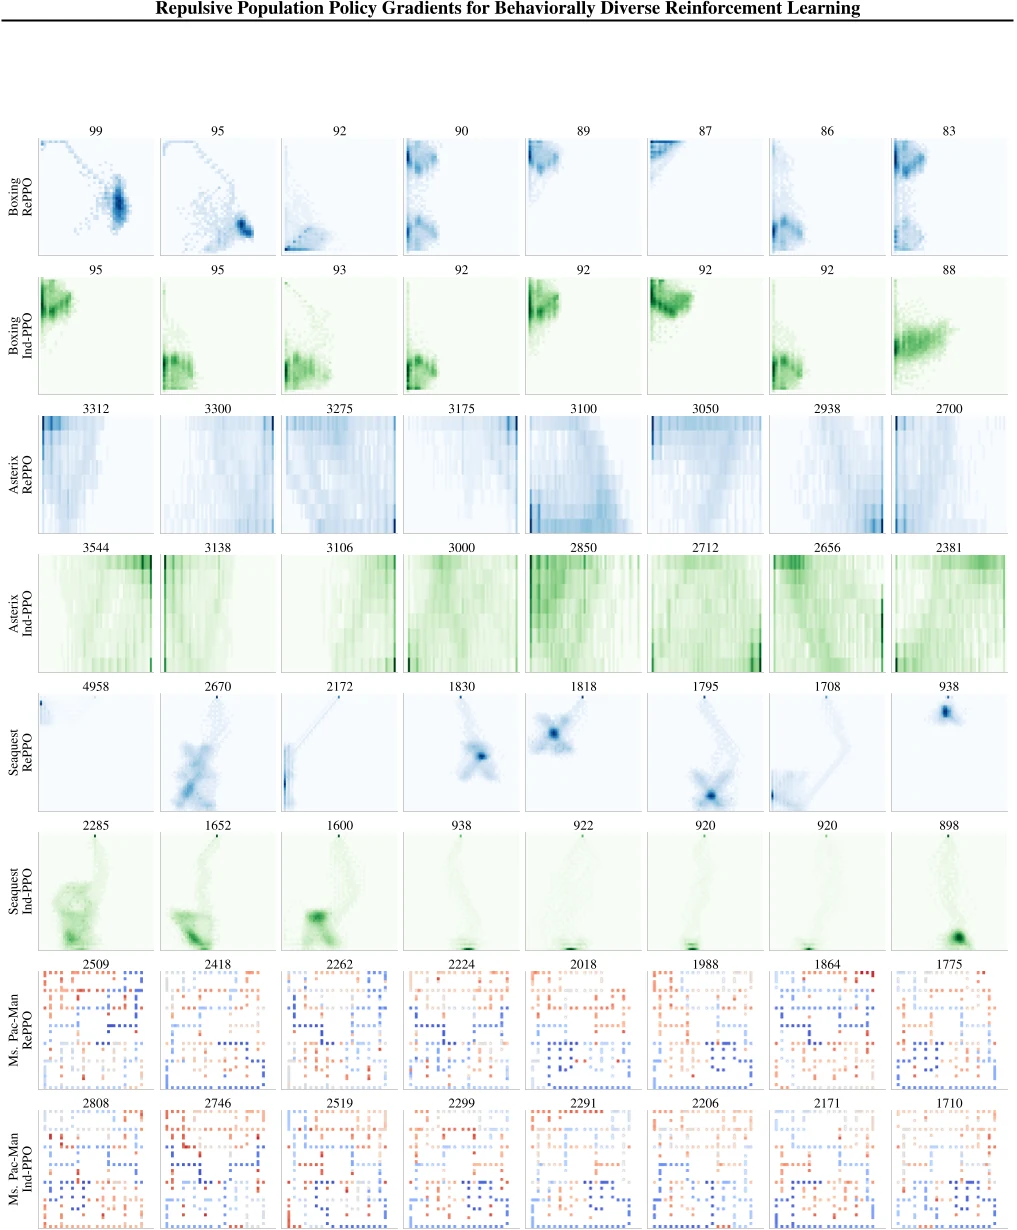 Repulsive Population Policy Gradients for Behaviorally Diverse Reinforcement Learning
99 95 92 90 89 87 86 83
Boxing
RePPO
95 95 93 92 92 92 92 88
Boxing
Ind-PPO
3312 3300 3275 3175 3100 3050 2938 2700
Asterix
RePPO
3544 3138 3106 3000 2850 2712 2656 2381
Asterix
Ind-PPO
4958 2670 2172 1830 1818 1795 1708 938
Seaquest
RePPO
2285 1652 1600 938 922 920 920 898
Seaquest
Ind-PPO
2509 2418 2262 2224 2018 1988 1864 1775
Ms. Pac-Man
RePPO
2808 2746 2519 2299 2291 2206 2171 1710
Ms. Pac-Man
Ind-PPO